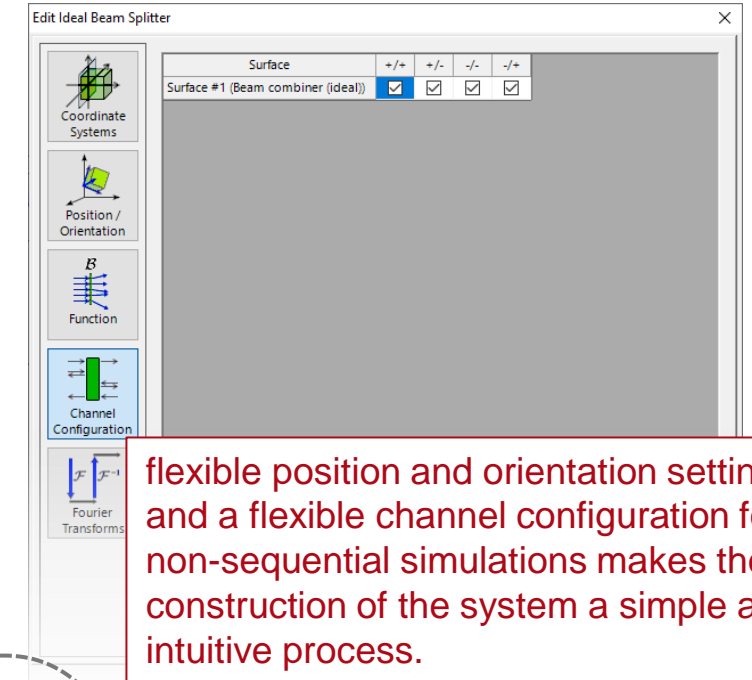 Edit Ideal Beam Splitter
Surface +/+ +/- -/- -/+
Surface #1 (Beam combiner (ideal))
Coordinate
Systems
Position /
Orientation
B
Function
Channel
Configuration
F F⁻¹
Fourier
Transforms
flexible position and orientation
and a flexible channel configuration
non-sequential simulations makes
construction of the system a simple
intuitive process.